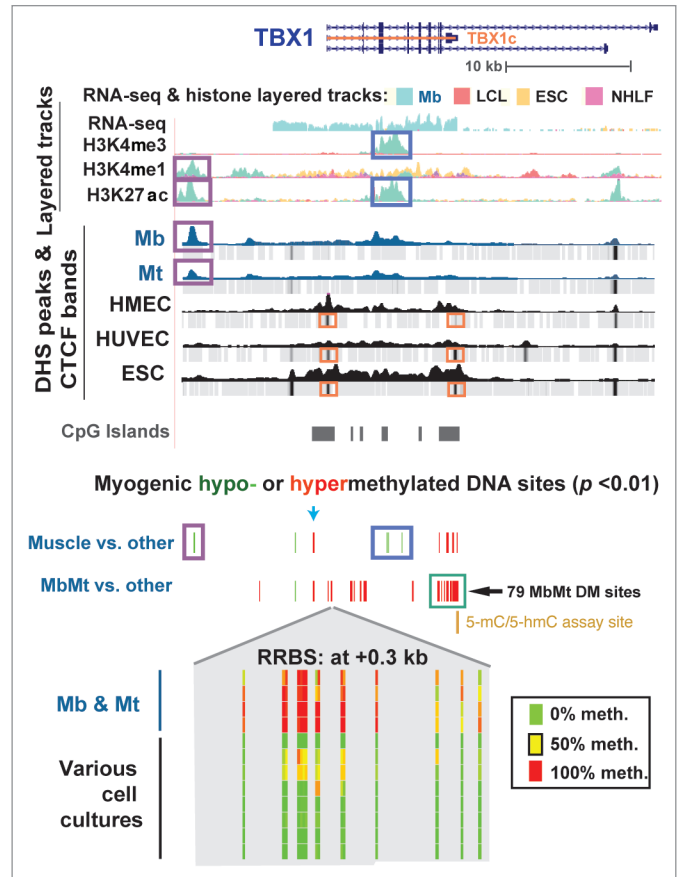 TBX1
TBX1c
10 kb
RNA-seq & histone layered tracks: Mb LCL ESC NHLF
DHS peaks & Layered tracks
CTCF bands
RNA-seq
H3K4me3
H3K4me1
H3K27ac
Mb
Mt
HMEC
HUVEC
ESC
CpG Islands
Myogenic hypo- or hypermethylated DNA sites (p <0.01)
Muscle vs. other
MbMt vs. other
79 MbMt DM sites
5-mC/5-hmC assay site
RRBS: at +0.3 kb
Mb & Mt
Various
cell
cultures
0% meth.
50% meth.
100% meth.